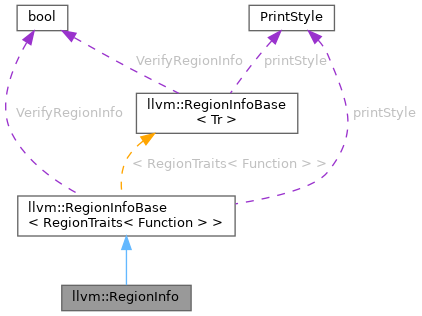 bool
PrintStyle
VerifyRegionInfo
printStyle
llvm::RegionInfoBase
< Tr >
VerifyRegionInfo
printStyle
< RegionTraits< Function > >
llvm::RegionInfoBase
< RegionTraits< Function > >
llvm::RegionInfo